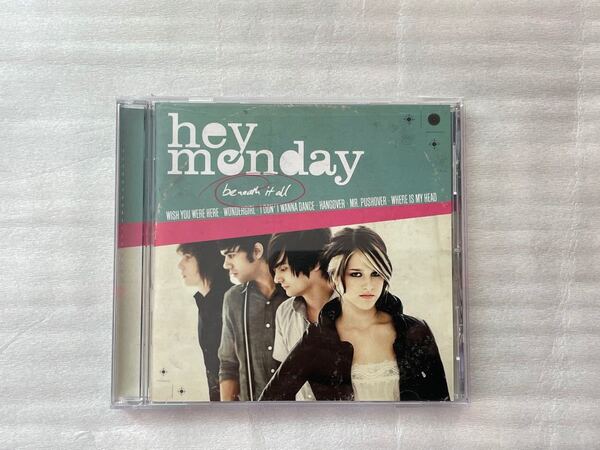 hey
monday
beneath it all
WISH YOU WERE HERE · WONDERGIRL · I DON'T WANNA DANCE · HANGOVER · MR. PUSHOVER · WHERE IS MY HEAD